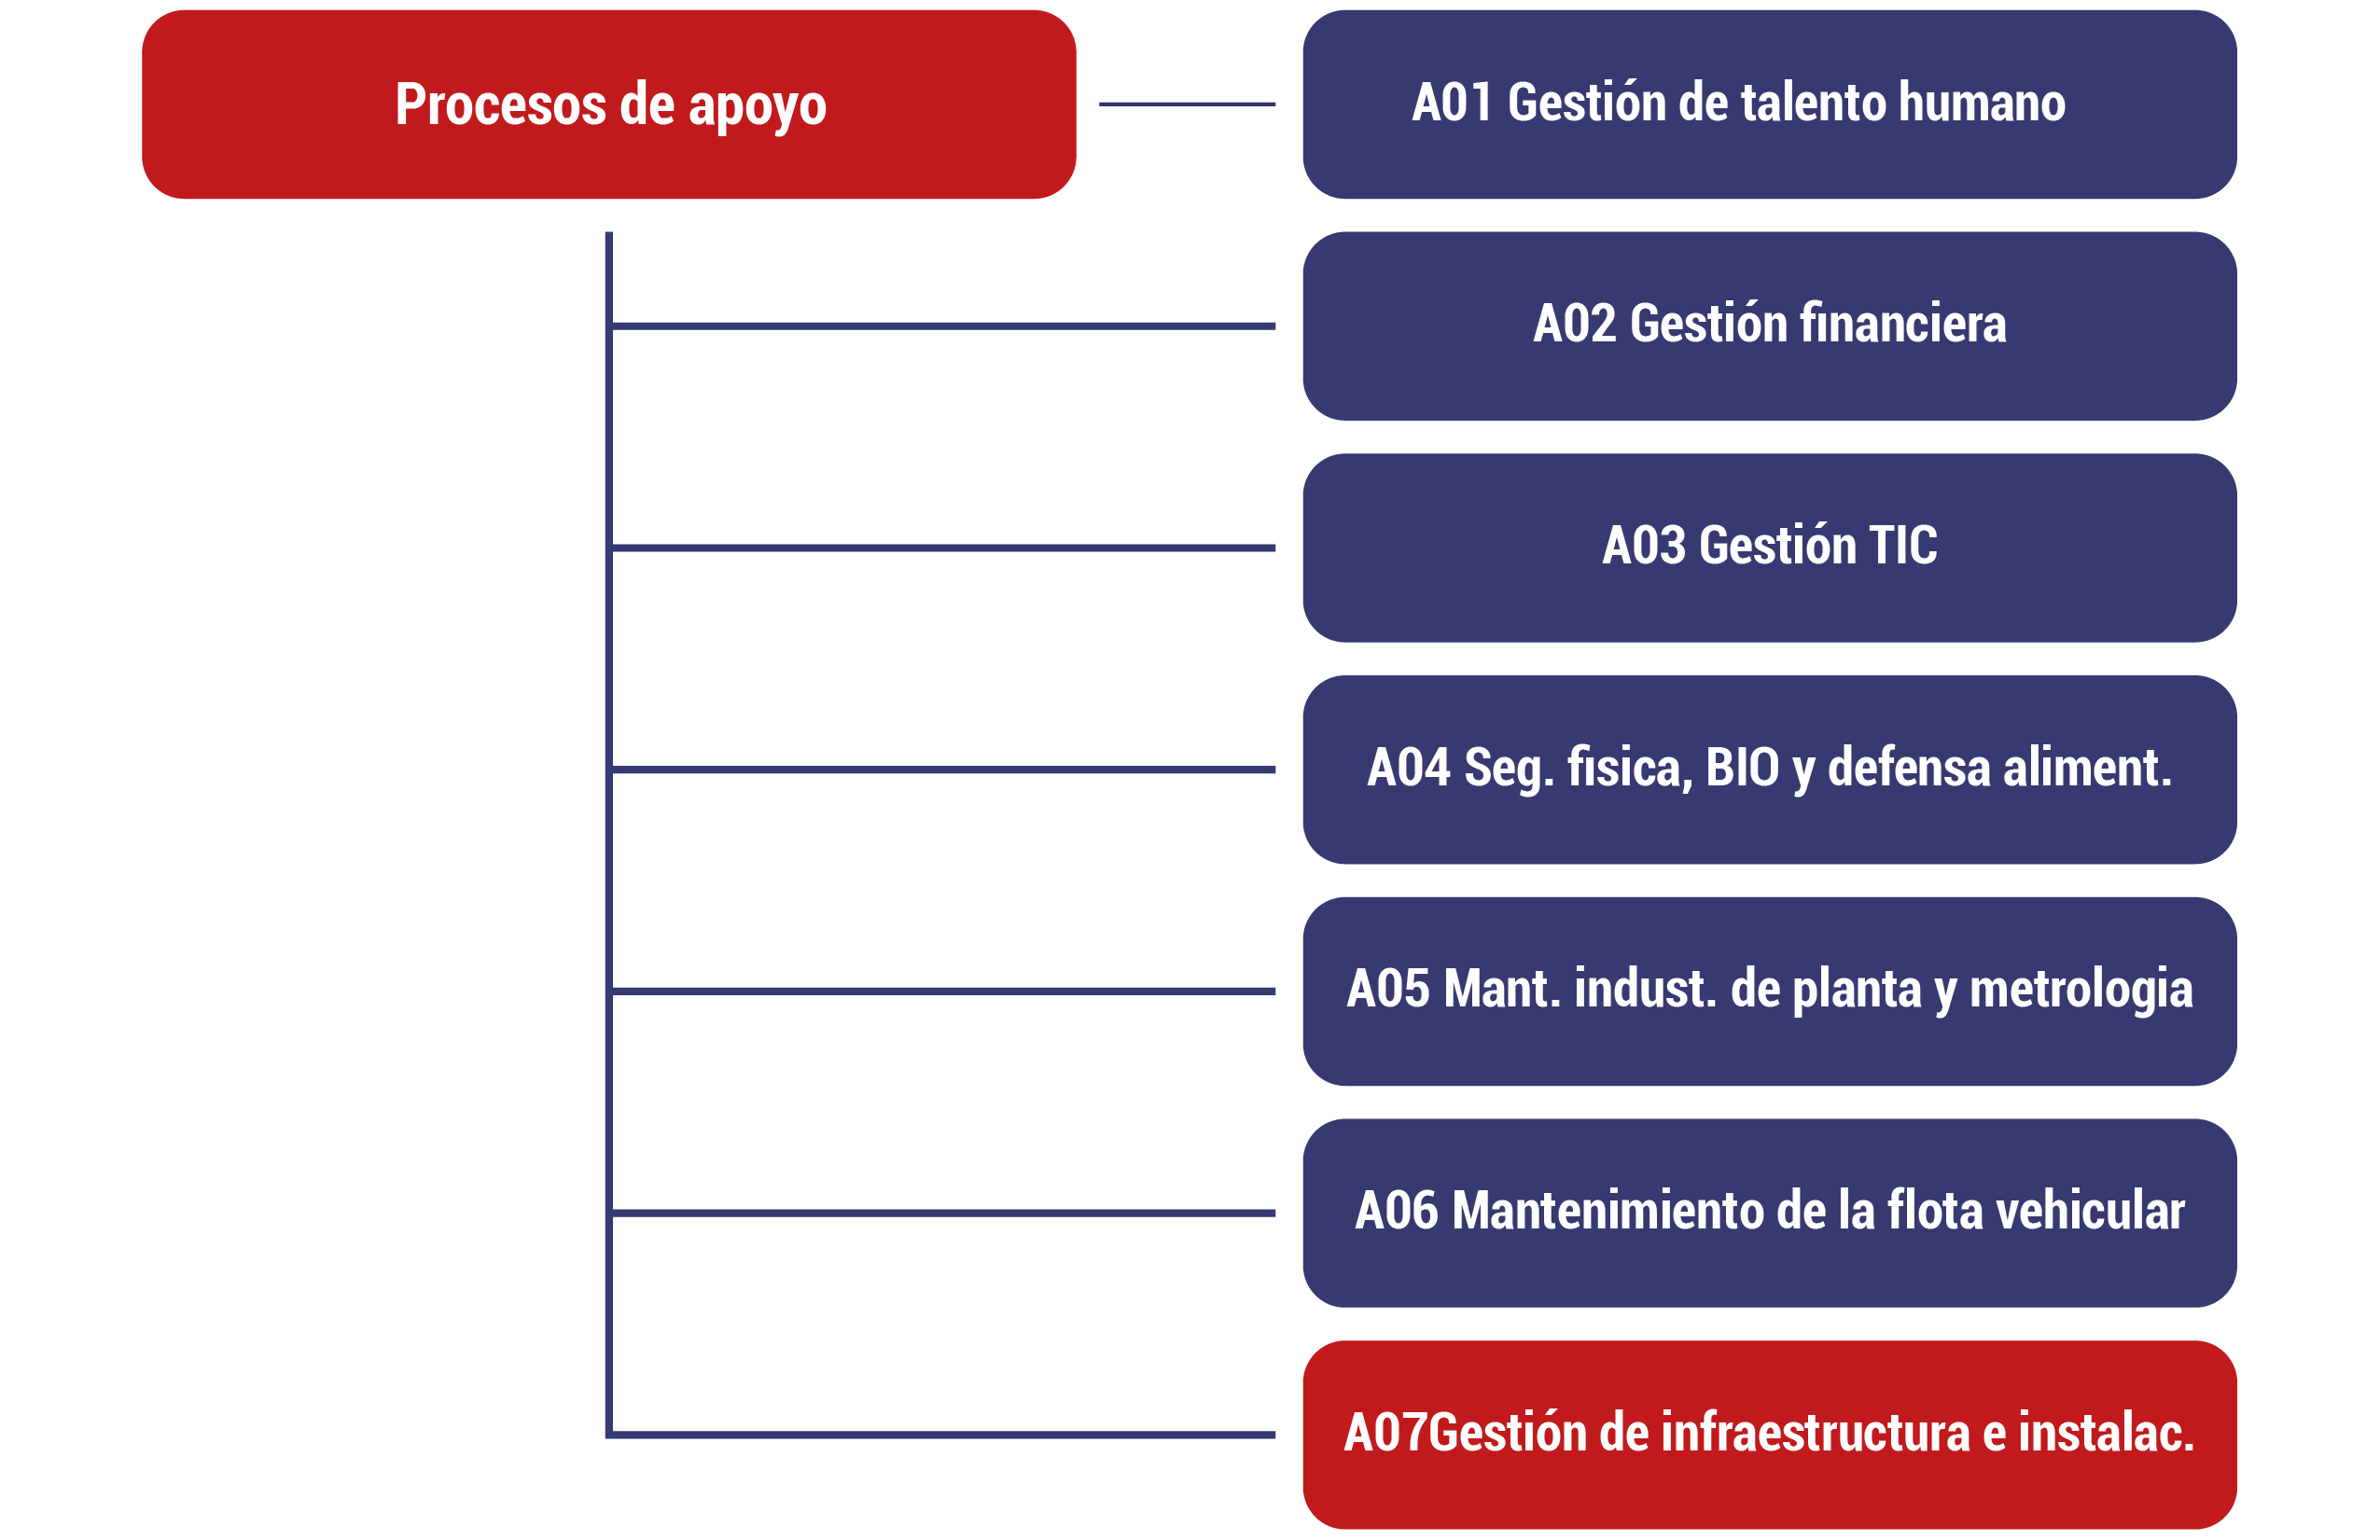 Procesos de apoyo
A01 Gestión de talento humano
A02 Gestión financiera
A03 Gestión TIC
A04 Seg. fisica, BIO y defensa aliment.
A05 Mant. indust. de planta y metrologia
A06 Mantenimiento de la flota vehicular
A07Gestión de infraestructura e instalac.